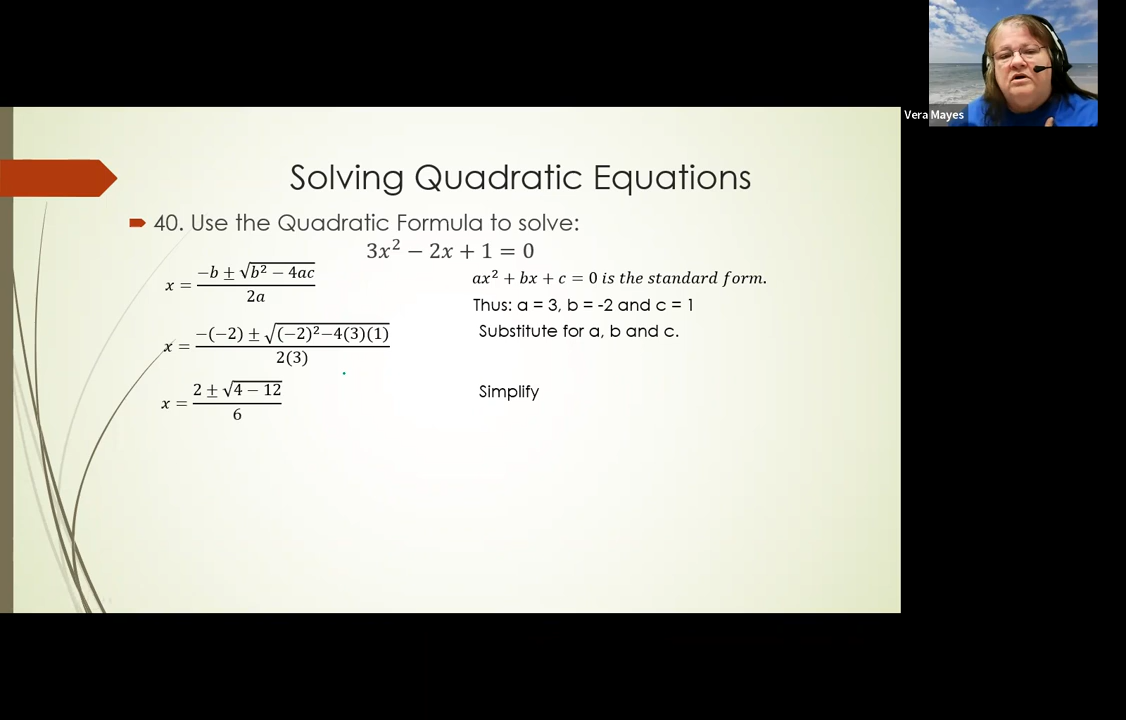 Vera Mayes
Solving Quadratic Equations
40. Use the Quadratic Formula to solve:
3x² − 2x + 1 = 0
x = (−b ± √(b² − 4ac)) / 2a
ax² + bx + c = 0 is the standard form.
Thus: a = 3, b = -2 and c = 1
x = (−(−2) ± √((−2)²−4(3)(1))) / 2(3)
Substitute for a, b and c.
x = (2 ± √(4 − 12)) / 6
Simplify